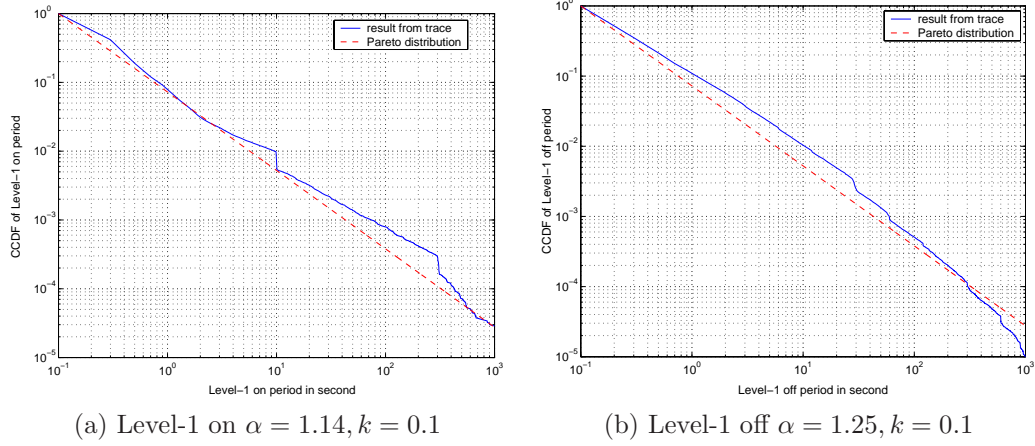 10^0
10^-1
10^-2
10^-3
10^-4
10^-5
10^-1 10^0 10^1 10^2 10^3
CCDF of Level-1 on period
Level-1 on period in second
result from trace
Pareto distribution
(a) Level-1 on α = 1.14, k = 0.1
10^0
10^-1
10^-2
10^-3
10^-4
10^-5
10^-1 10^0 10^1 10^2 10^3
CCDF of Level-1 off period
Level-1 off period in second
result from trace
Pareto distribution
(b) Level-1 off α = 1.25, k = 0.1